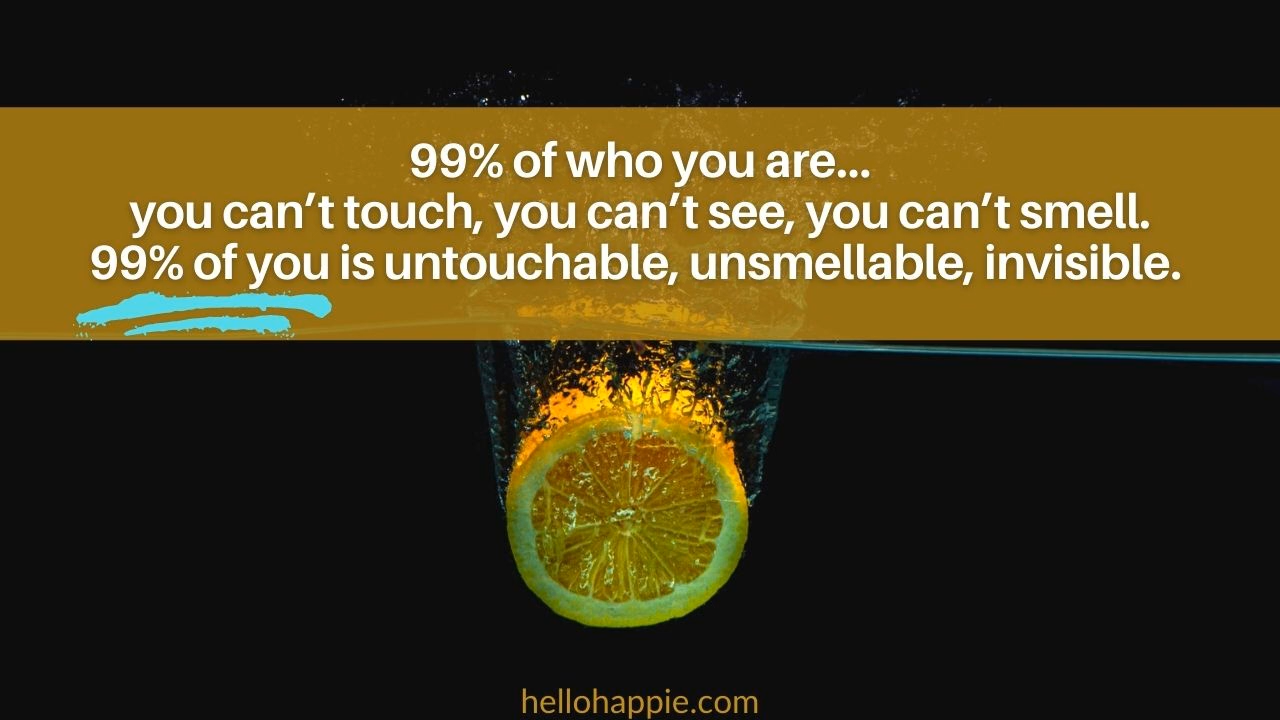 99% of who you are...
you can’t touch, you can’t see, you can’t smell.
99% of you is untouchable, unsmellable, invisible.
hellohappie.com